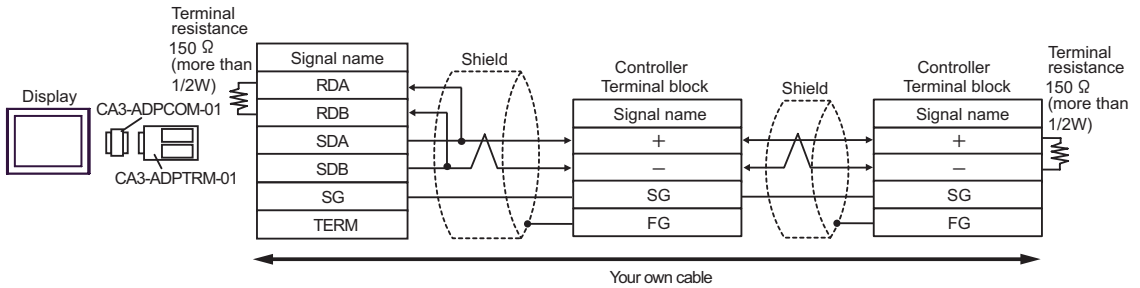 Terminal
resistance
150 Ω
(more than
1/2W)
Display
CA3-ADPCOM-01
CA3-ADPTRM-01
Signal name
RDA
RDB
SDA
SDB
SG
TERM
Shield
Controller
Terminal block
Signal name
+
−
SG
FG
Shield
Controller
Terminal block
Signal name
+
−
SG
FG
Terminal
resistance
150 Ω
(more than
1/2W)
Your own cable